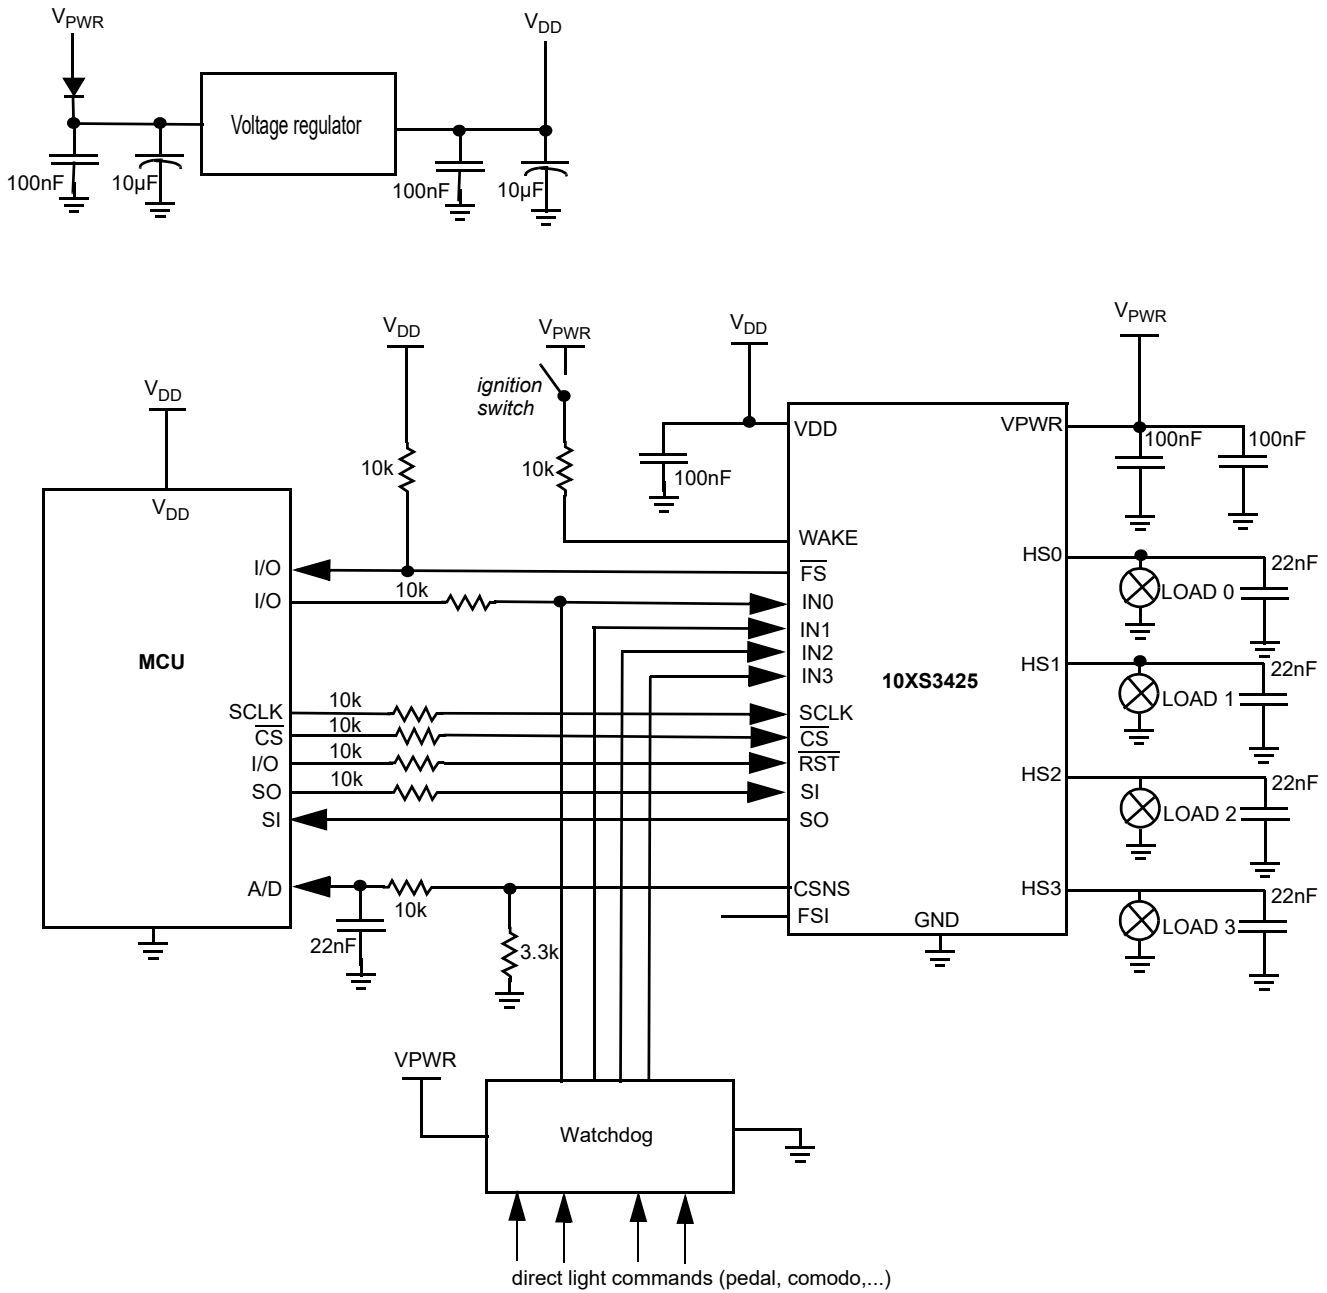 VPWR
VDD
Voltage regulator
100nF
10µF
100nF
10µF
VDD
VPWR
VDD
VPWR
VDD
ignition
switch
10k
10k
100nF
VDD
VPWR
100nF
100nF
VDD
WAKE
HS0
22nF
I/O
FS
10k
LOAD 0
I/O
IN0
IN1
IN2
IN3
MCU
10XS3425
HS1
22nF
LOAD 1
10k
SCLK
SCLK
10k
CS
CS
10k
I/O
RST
10k
SO
SI
SI
SO
HS2
22nF
LOAD 2
A/D
10k
CSNS
FSI
GND
HS3
22nF
LOAD 3
22nF
3.3k
VPWR
Watchdog
direct light commands (pedal, comodo,...)